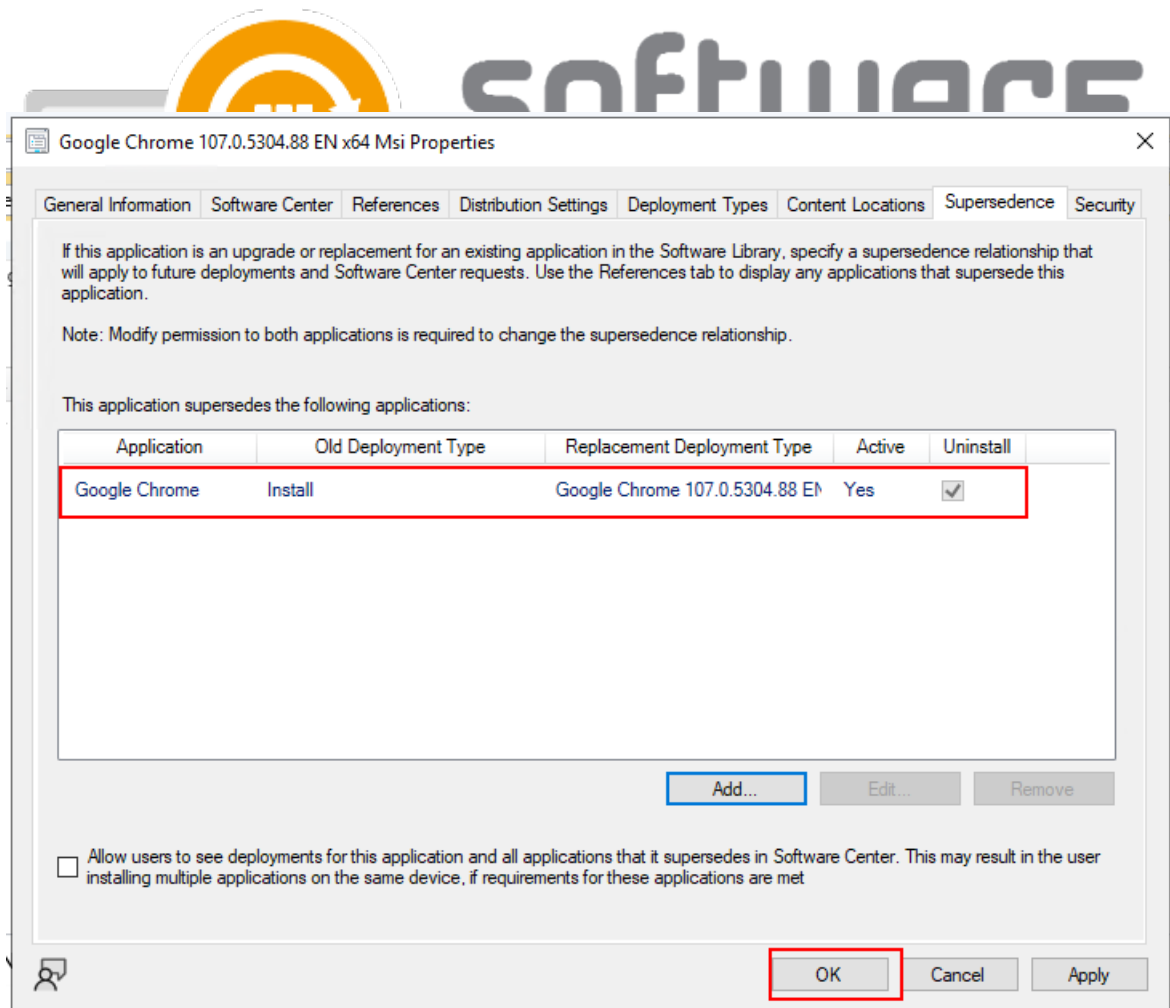 software
Google Chrome 107.0.5304.88 EN x64 Msi Properties
General Information Software Center References Distribution Settings Deployment Types Content Locations Supersedence Security
If this application is an upgrade or replacement for an existing application in the Software Library, specify a supersedence relationship that
will apply to future deployments and Software Center requests. Use the References tab to display any applications that supersede this
application.
Note: Modify permission to both applications is required to change the supersedence relationship.
This application supersedes the following applications:
Application Old Deployment Type Replacement Deployment Type Active Uninstall
Google Chrome Install Google Chrome 107.0.5304.88 EN Yes
Add... Edit... Remove
Allow users to see deployments for this application and all applications that it supersedes in Software Center. This may result in the user
installing multiple applications on the same device, if requirements for these applications are met
OK Cancel Apply